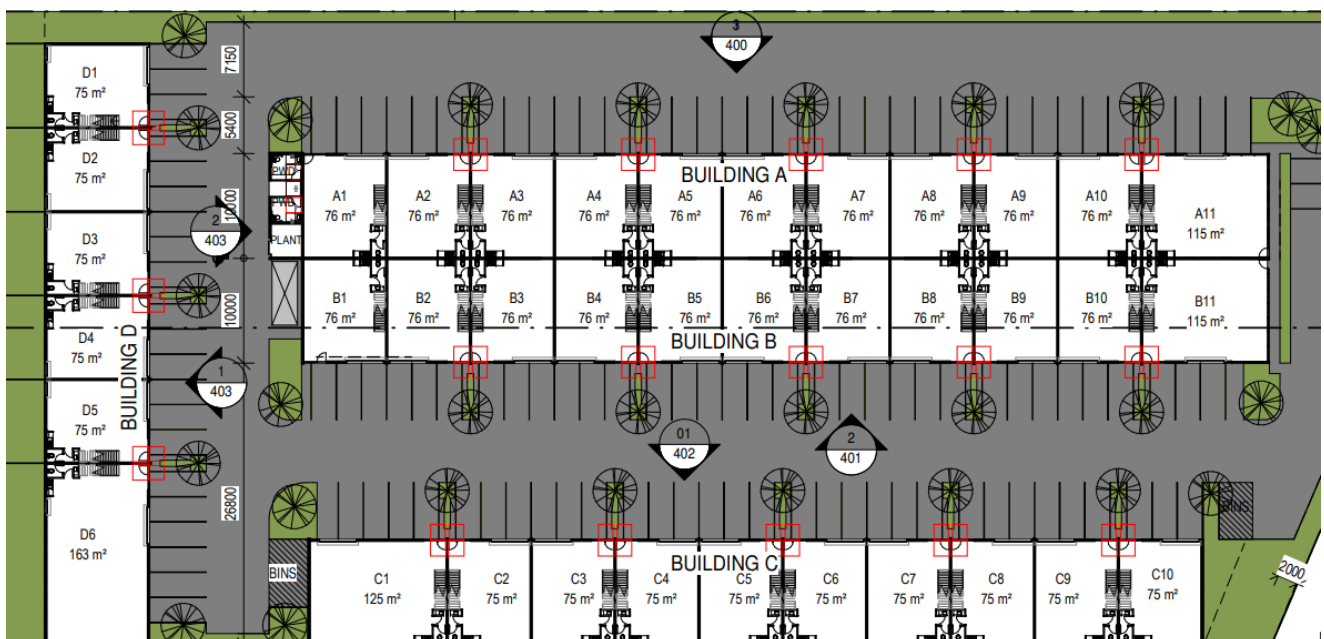 3
400
7150
5400
10000
10000
26800
D1
75 m²
D2
75 m²
D3
75 m²
D4
75 m²
D5
75 m²
D6
163 m²
BUILDING D
2
403
1
403
PWD
PWD
PLANT
BUILDING A
A1
76 m²
A2
76 m²
A3
76 m²
A4
76 m²
A5
76 m²
A6
76 m²
A7
76 m²
A8
76 m²
A9
76 m²
A10
76 m²
A11
115 m²
B1
76 m²
B2
76 m²
B3
76 m²
B4
76 m²
B5
76 m²
B6
76 m²
B7
76 m²
B8
76 m²
B9
76 m²
B10
76 m²
B11
115 m²
BUILDING B
01
402
2
401
BINS
BINS
BUILDING C
C1
125 m²
C2
75 m²
C3
75 m²
C4
75 m²
C5
75 m²
C6
75 m²
C7
75 m²
C8
75 m²
C9
75 m²
C10
75 m²
2000